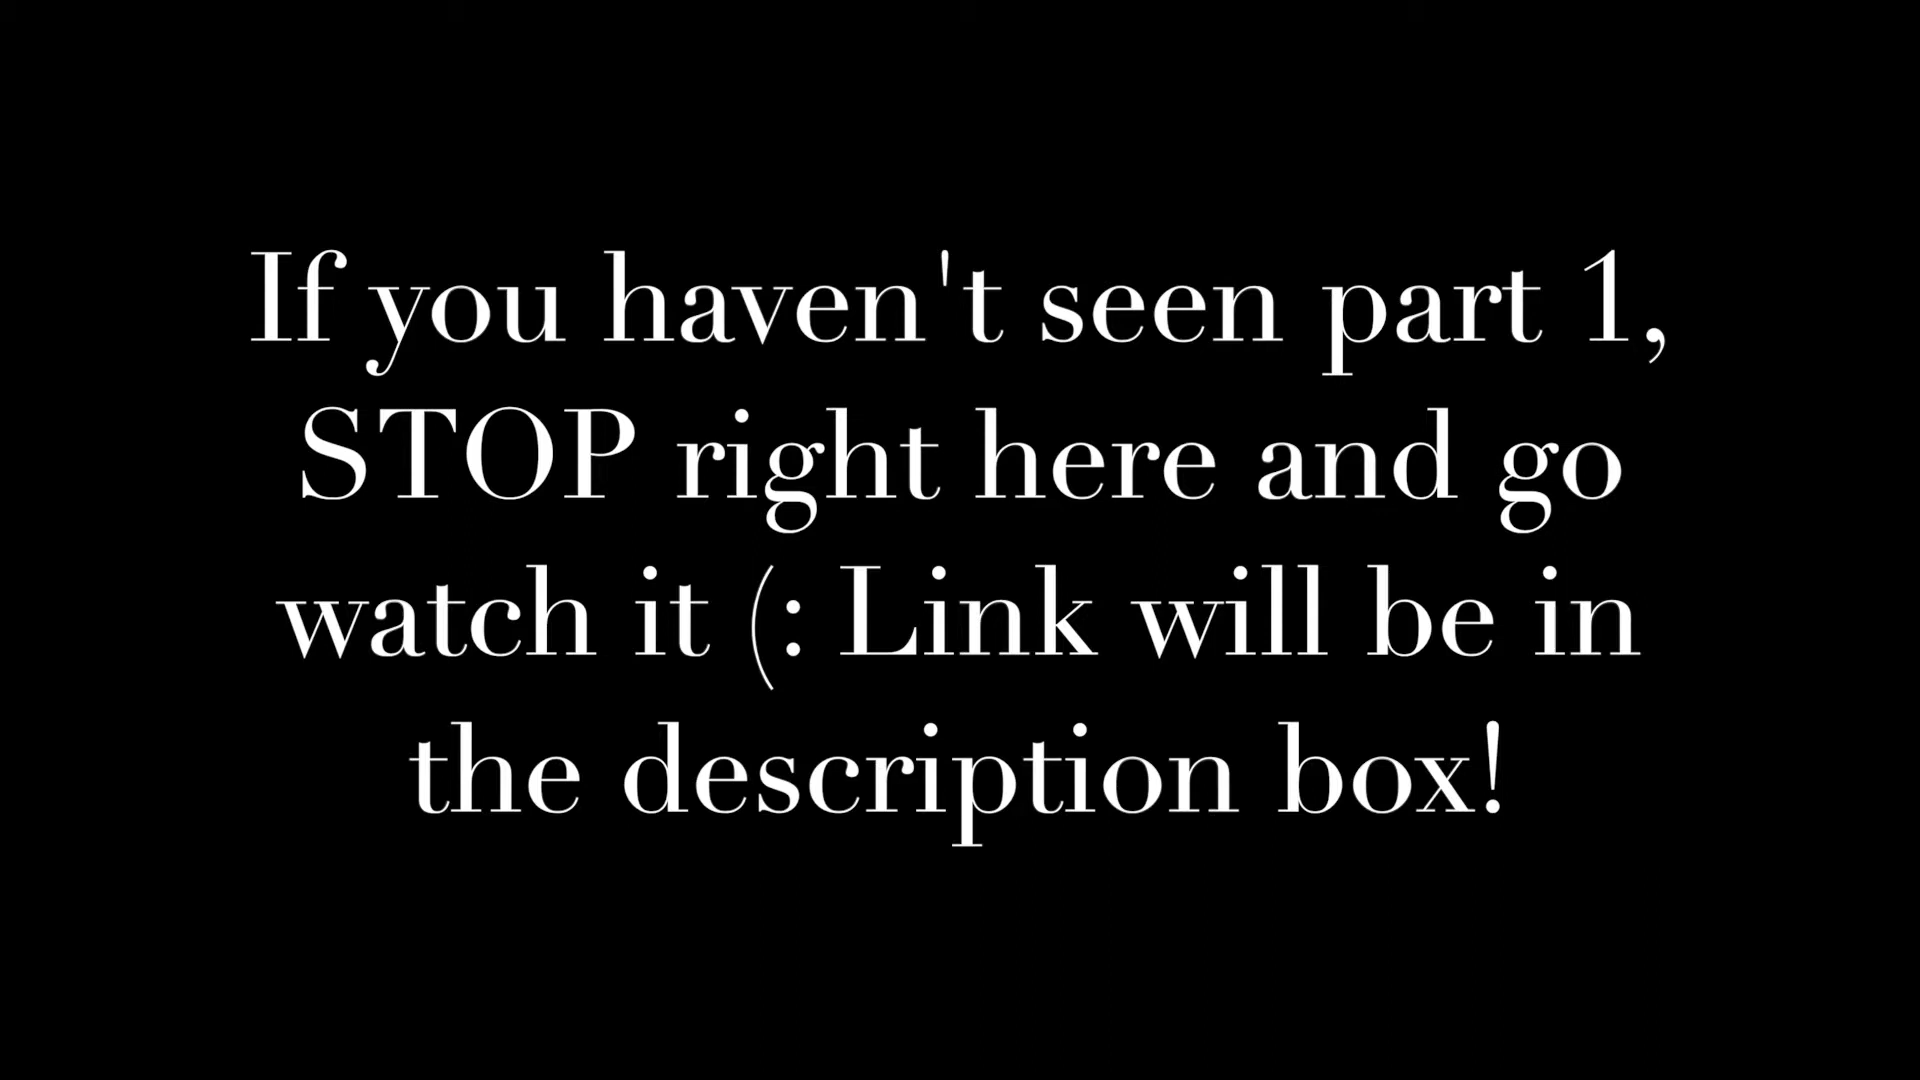 If you haven't seen part 1,
STOP right here and go
watch it (: Link will be in
the description box!